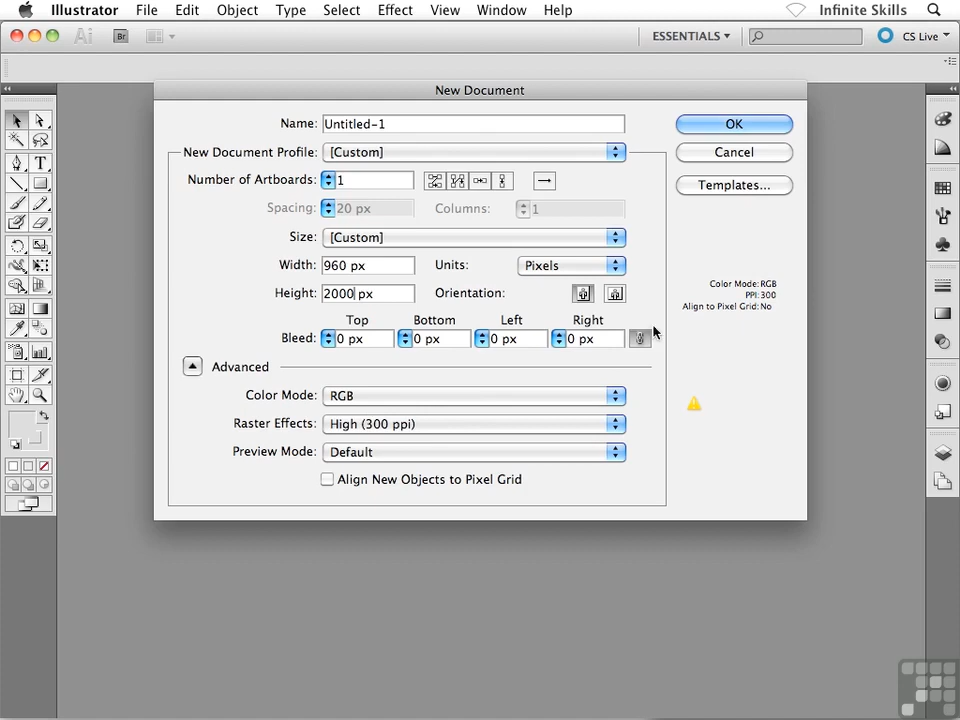 Illustrator File Edit Object Type Select Effect View Window Help Infinite Skills
Ai Br ESSENTIALS CS Live
New Document
Name: Untitled-1 OK
New Document Profile: [Custom] Cancel
Number of Artboards: 1 Templates...
Spacing: 20 px Columns: 1
Size: [Custom]
Width: 960 px Units: Pixels
Height: 2000 px Orientation:
Color Mode: RGB
PPI: 300
Align to Pixel Grid: No
Top Bottom Left Right
Bleed: 0 px 0 px 0 px 0 px
Advanced
Color Mode: RGB
Raster Effects: High (300 ppi)
Preview Mode: Default
Align New Objects to Pixel Grid